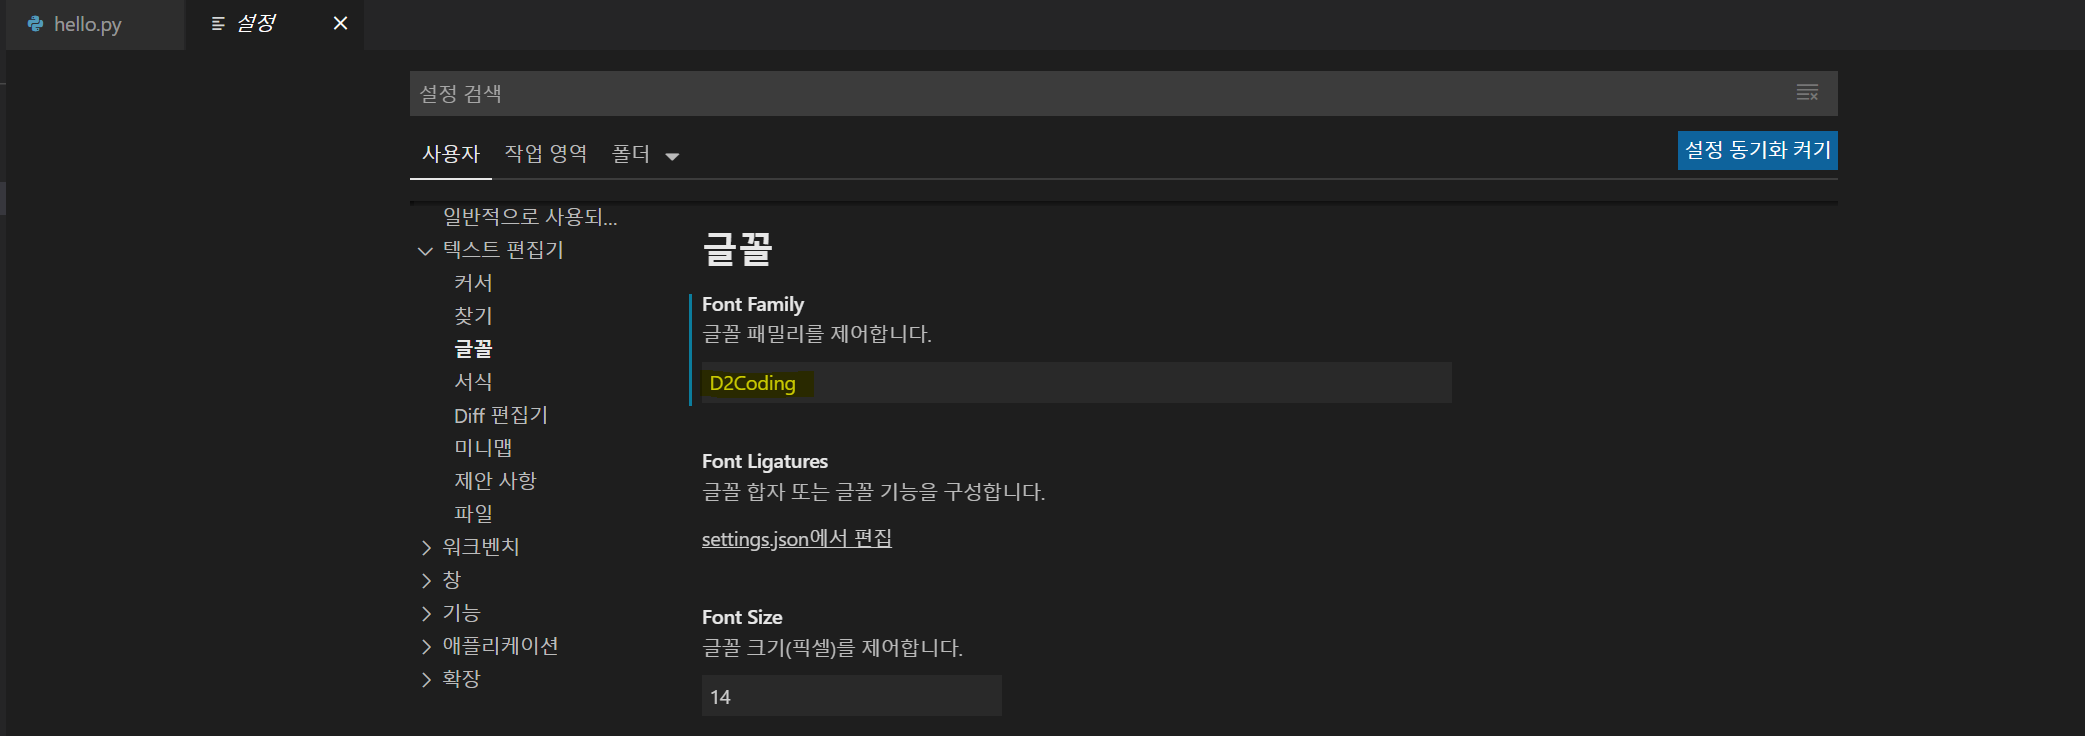 hello.py
설정
설정 검색
사용자 작업 영역 폴더
설정 동기화 켜기
일반적으로 사용되...
텍스트 편집기
커서
찾기
글꼴
서식
Diff 편집기
미니맵
제안 사항
파일
워크벤치
창
기능
애플리케이션
확장
글꼴
Font Family
글꼴 패밀리를 제어합니다.
D2Coding
Font Ligatures
글꼴 합자 또는 글꼴 기능을 구성합니다.
settings.json에서 편집
Font Size
글꼴 크기(픽셀)를 제어합니다.
14